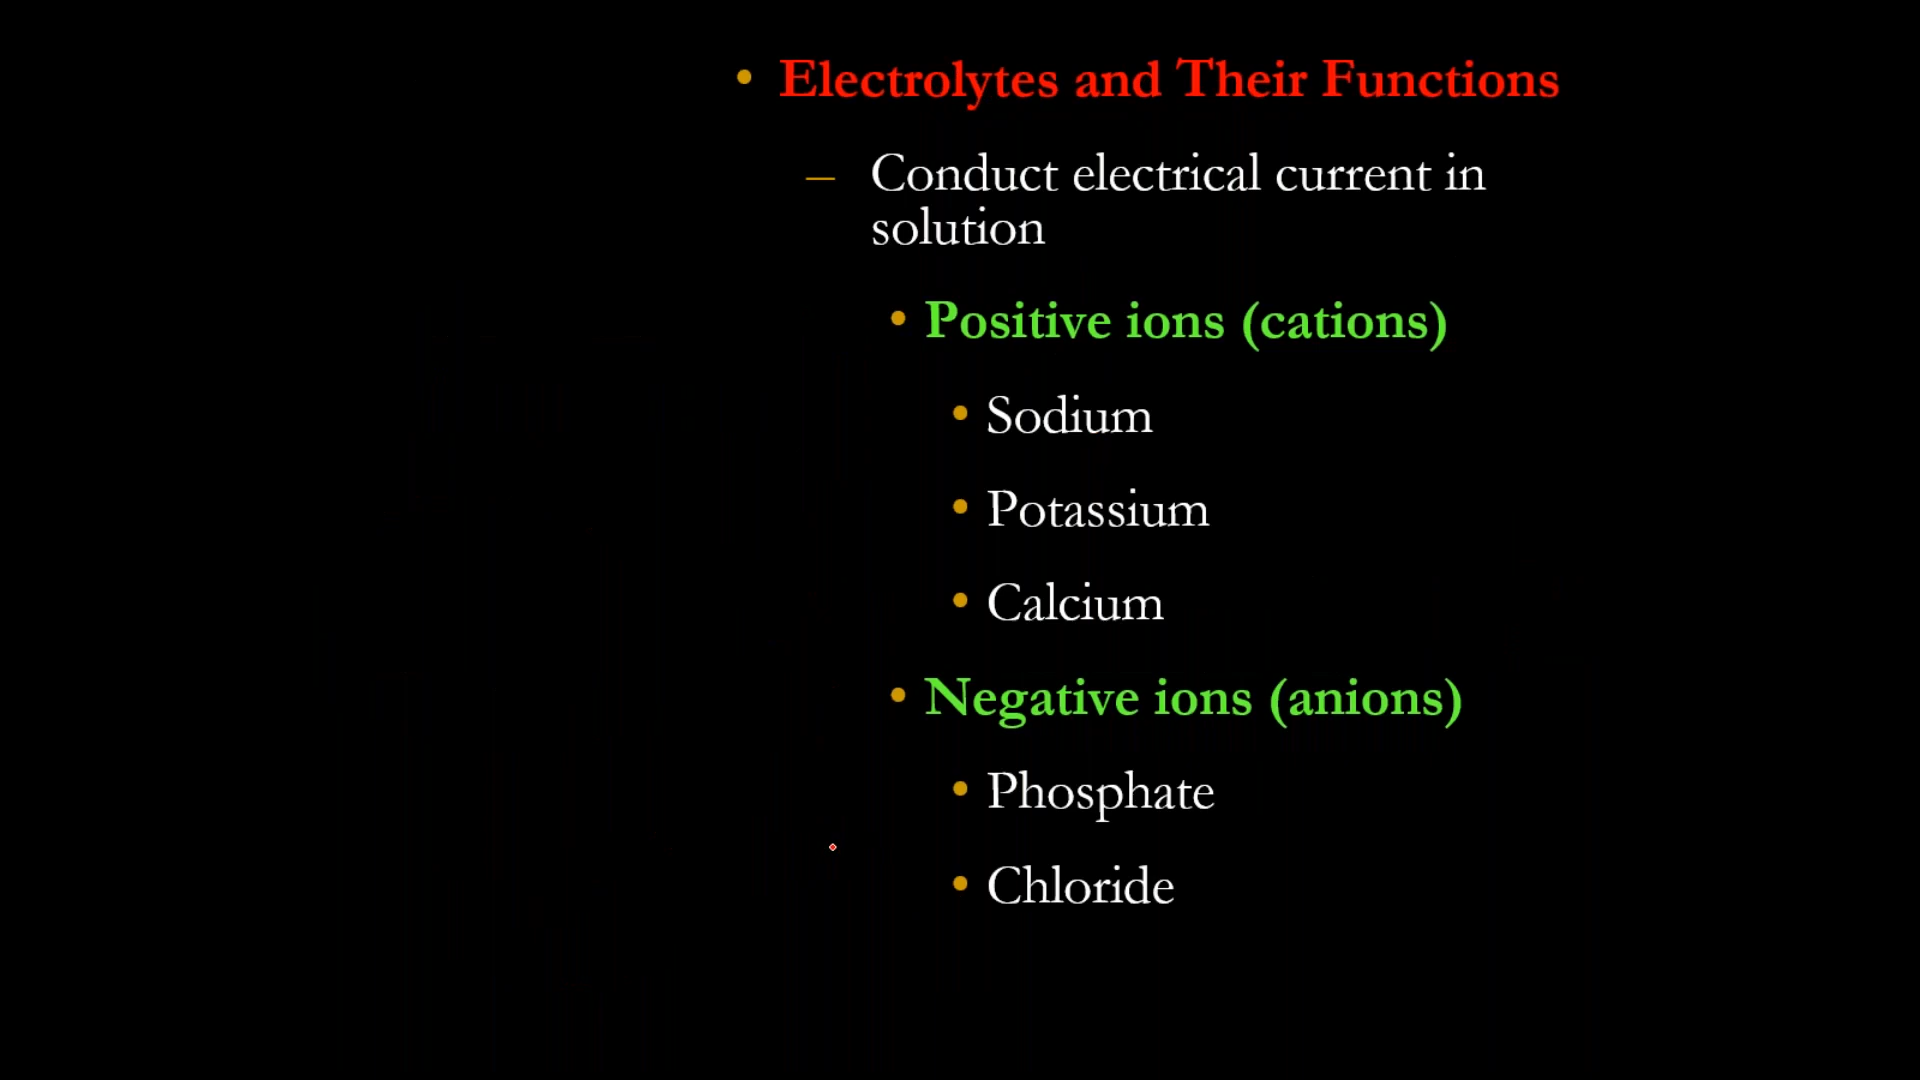 • Electrolytes and Their Functions
– Conduct electrical current in
solution
• Positive ions (cations)
• Sodium
• Potassium
• Calcium
• Negative ions (anions)
• Phosphate
• Chloride